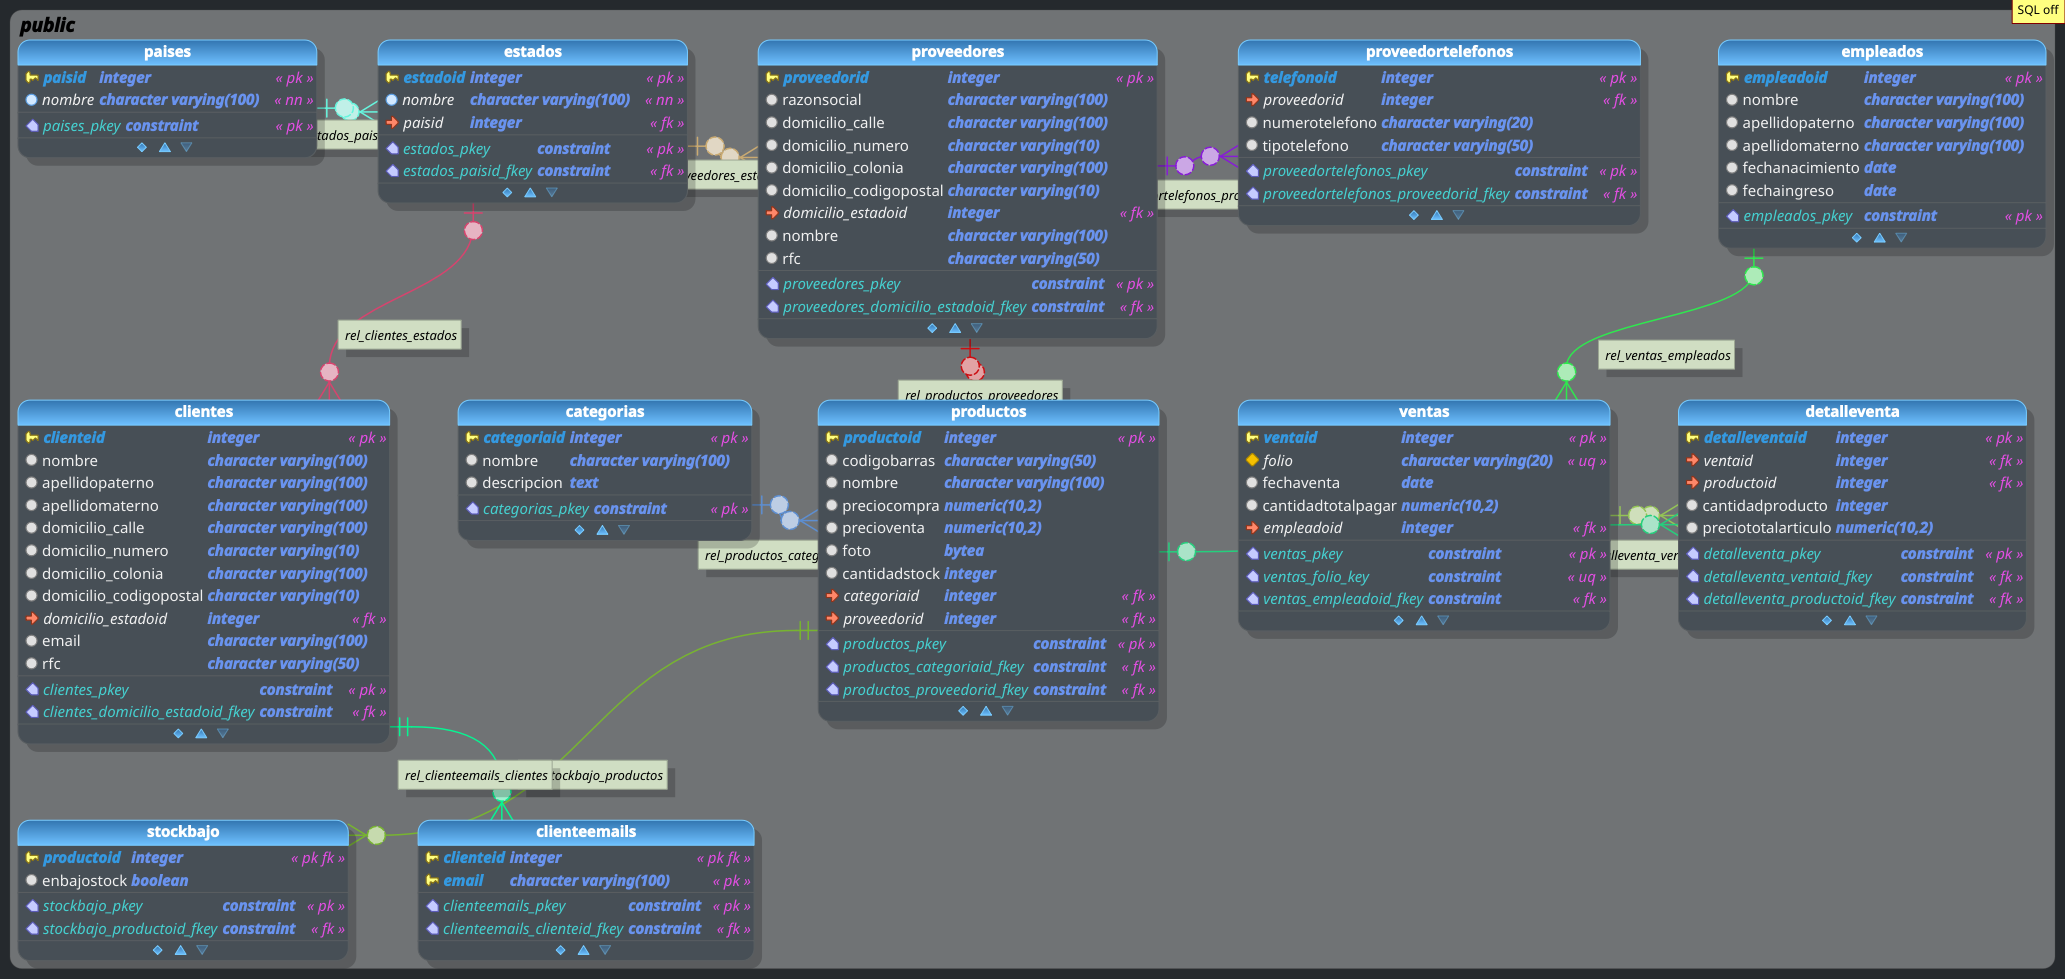 SQL off
public
paises
paisid integer « pk »
nombre character varying(100) « nn »
paises_pkey constraint « pk »
estados
estadoid integer « pk »
nombre character varying(100) « nn »
paisid integer « fk »
estados_pkey constraint « pk »
estados_paisid_fkey constraint « fk »
proveedores
proveedorid integer « pk »
razonsocial character varying(100)
domicilio_calle character varying(100)
domicilio_numero character varying(10)
domicilio_colonia character varying(100)
domicilio_codigopostal character varying(10)
domicilio_estadoid integer « fk »
nombre character varying(100)
rfc character varying(50)
proveedores_pkey constraint « pk »
proveedores_domicilio_estadoid_fkey constraint « fk »
proveedortelefonos
telefonoid integer « pk »
proveedorid integer « fk »
numerotelefono character varying(20)
tipotelefono character varying(50)
proveedortelefonos_pkey constraint « pk »
proveedortelefonos_proveedorid_fkey constraint « fk »
empleados
empleadoid integer « pk »
nombre character varying(100)
apellidopaterno character varying(100)
apellidomaterno character varying(100)
fechanacimiento date
fechaingreso date
empleados_pkey constraint « pk »
tados_pais
veedores_est
rtelefonos_pro
rel_clientes_estados
rel_productos_proveedores
rel_ventas_empleados
clientes
clienteid integer « pk »
nombre character varying(100)
apellidopaterno character varying(100)
apellidomaterno character varying(100)
domicilio_calle character varying(100)
domicilio_numero character varying(10)
domicilio_colonia character varying(100)
domicilio_codigopostal character varying(10)
domicilio_estadoid integer « fk »
email character varying(100)
rfc character varying(50)
clientes_pkey constraint « pk »
clientes_domicilio_estadoid_fkey constraint « fk »
categorias
categoriaid integer « pk »
nombre character varying(100)
descripcion text
categorias_pkey constraint « pk »
rel_productos_categ
productos
productoid integer « pk »
codigobarras character varying(50)
nombre character varying(100)
preciocompra numeric(10,2)
precioventa numeric(10,2)
foto bytea
cantidadstock integer
categoriaid integer « fk »
proveedorid integer « fk »
productos_pkey constraint « pk »
productos_categoriaid_fkey constraint « fk »
productos_proveedorid_fkey constraint « fk »
ventas
ventaid integer « pk »
folio character varying(20) « uq »
fechaventa date
cantidadtotalpagar numeric(10,2)
empleadoid integer « fk »
ventas_pkey constraint « pk »
ventas_folio_key constraint « uq »
ventas_empleadoid_fkey constraint « fk »
lleventa_ven
detalleventa
detalleventaid integer « pk »
ventaid integer « fk »
productoid integer « fk »
cantidadproducto integer
preciototalarticulo numeric(10,2)
detalleventa_pkey constraint « pk »
detalleventa_ventaid_fkey constraint « fk »
detalleventa_productoid_fkey constraint « fk »
rel_clienteemails_clientes
tockbajo_productos
stockbajo
productoid integer « pk fk »
enbajostock boolean
stockbajo_pkey constraint « pk »
stockbajo_productoid_fkey constraint « fk »
clienteemails
clienteid integer « pk fk »
email character varying(100) « pk »
clienteemails_pkey constraint « pk »
clienteemails_clienteid_fkey constraint « fk »